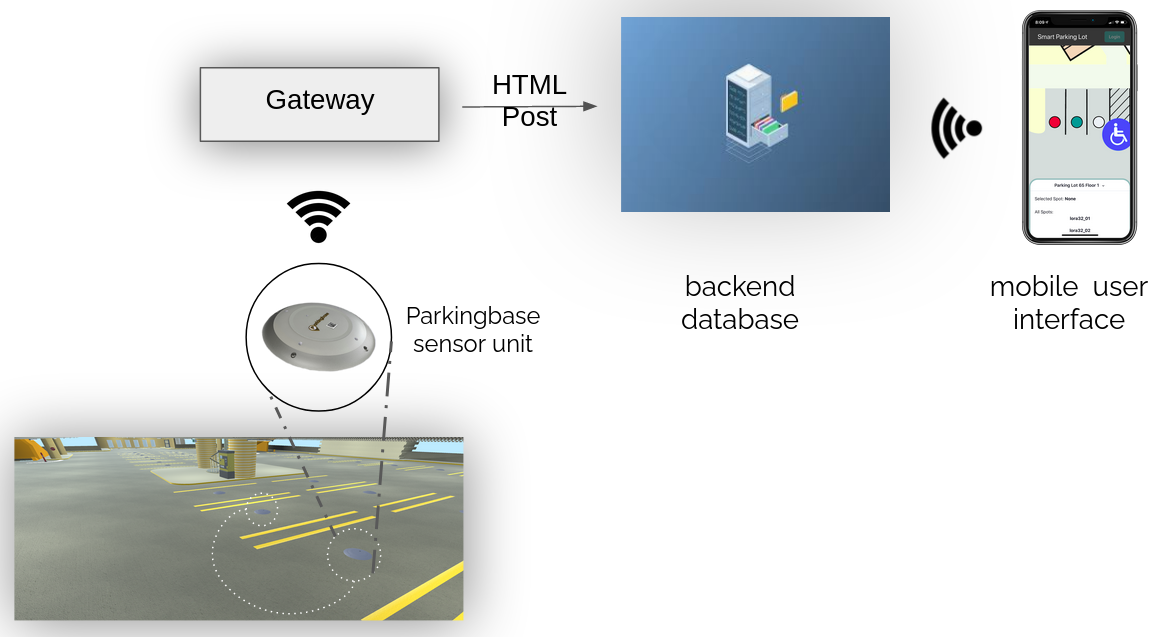 Gateway
HTML
Post
8:09
Smart Parking Lot
Login
Parking Lot 65 Floor 1
Selected Spot: None
All Spots:
lora32_01
lora32_02
backend
database
mobile user
interface
Parkingbase
sensor unit